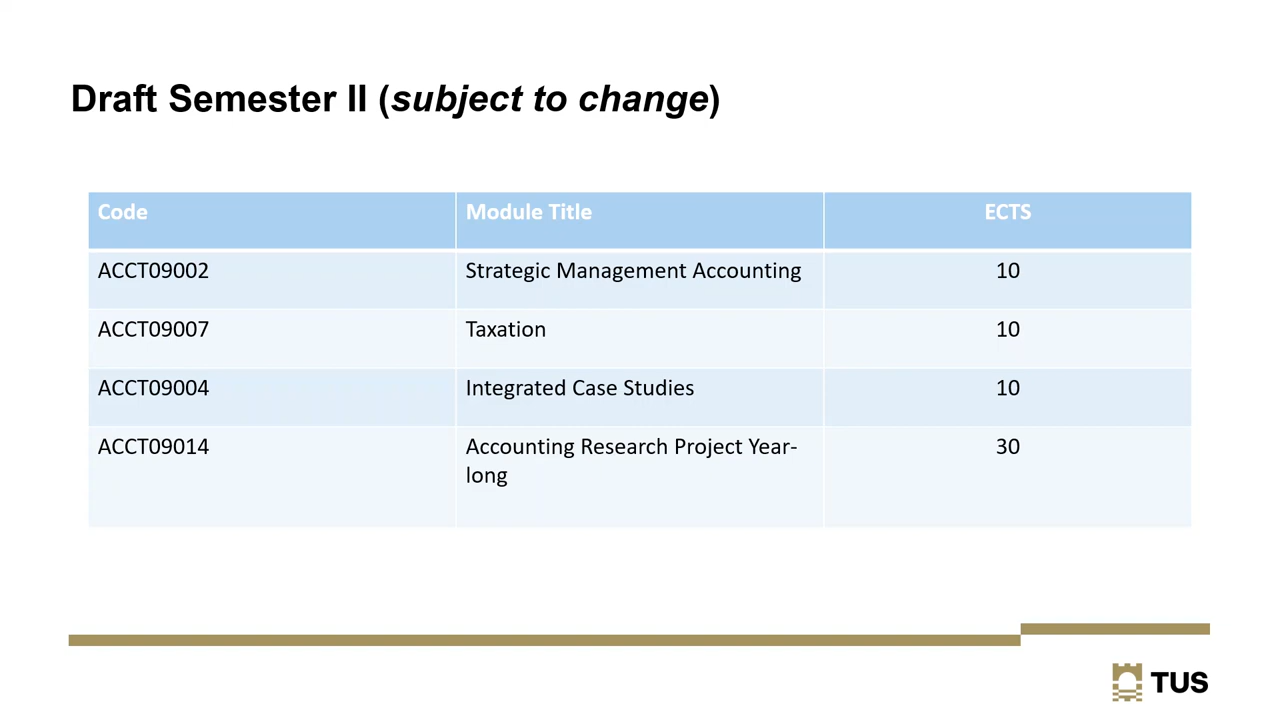 Draft Semester II (subject to change)
Code Module Title ECTS
ACCT09002 Strategic Management Accounting 10
ACCT09007 Taxation 10
ACCT09004 Integrated Case Studies 10
ACCT09014 Accounting Research Project Year- 30
long
TUS